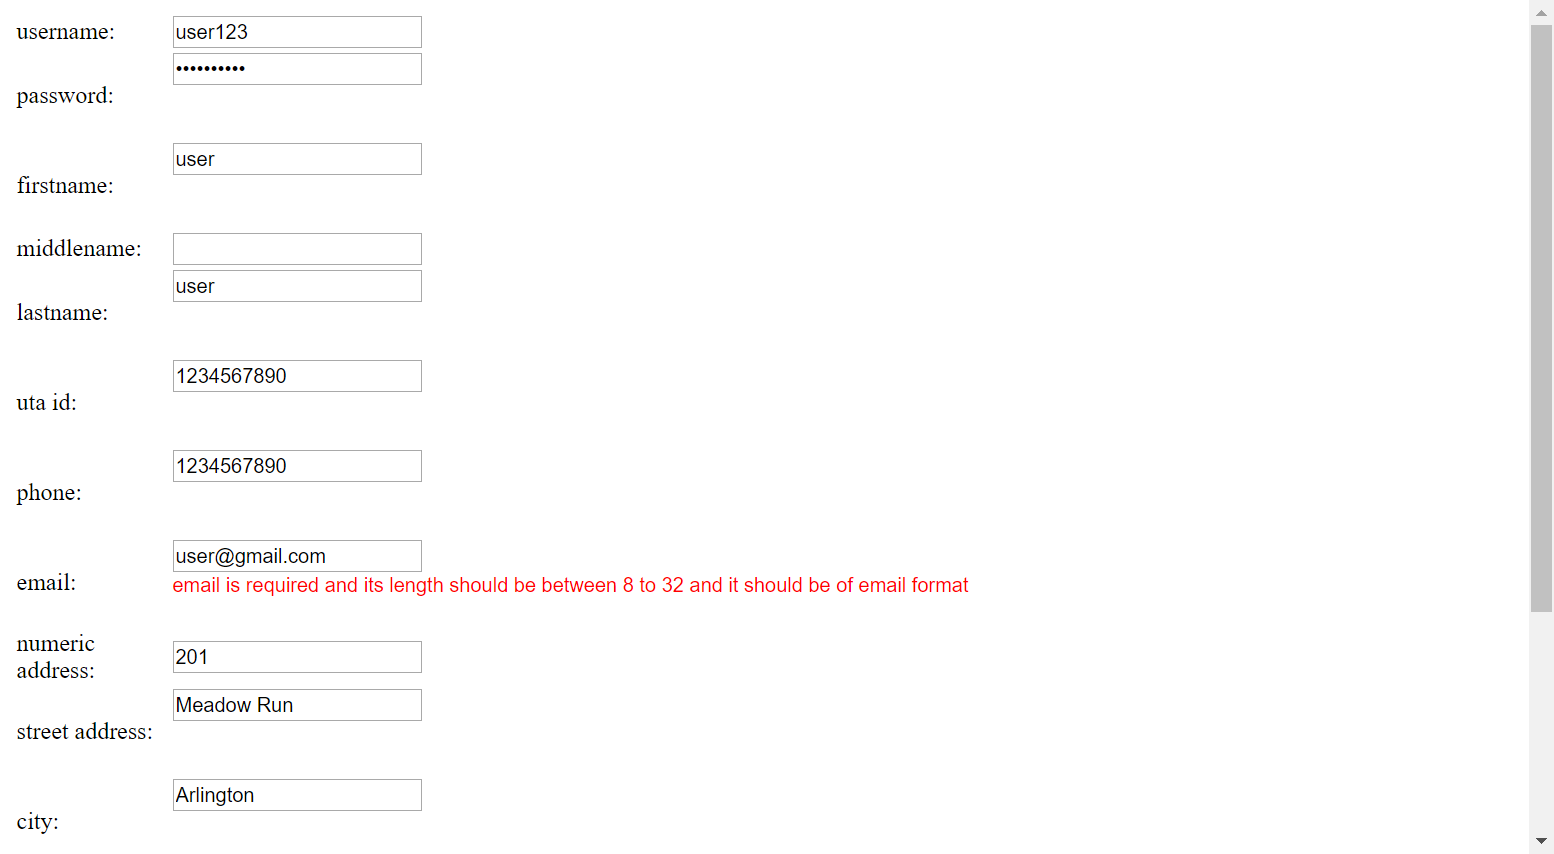 username: user123
password: ••••••••••
firstname: user
middlename:
lastname: user
uta id: 1234567890
phone: 1234567890
email: user@gmail.com
email is required and its length should be between 8 to 32 and it should be of email format
numeric
address: 201
street address: Meadow Run
city: Arlington